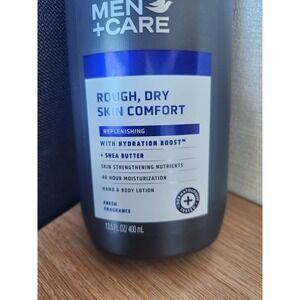 MEN
+CARE
ROUGH, DRY
SKIN COMFORT
REPLENISHING
WITH HYDRATION BOOST™
+ SHEA BUTTER
SKIN STRENGTHENING NUTRIENTS
48 HOUR MOISTURIZATION
HAND & BODY LOTION
FRESH
FRAGRANCE
13.5 FL OZ/ 400 mL